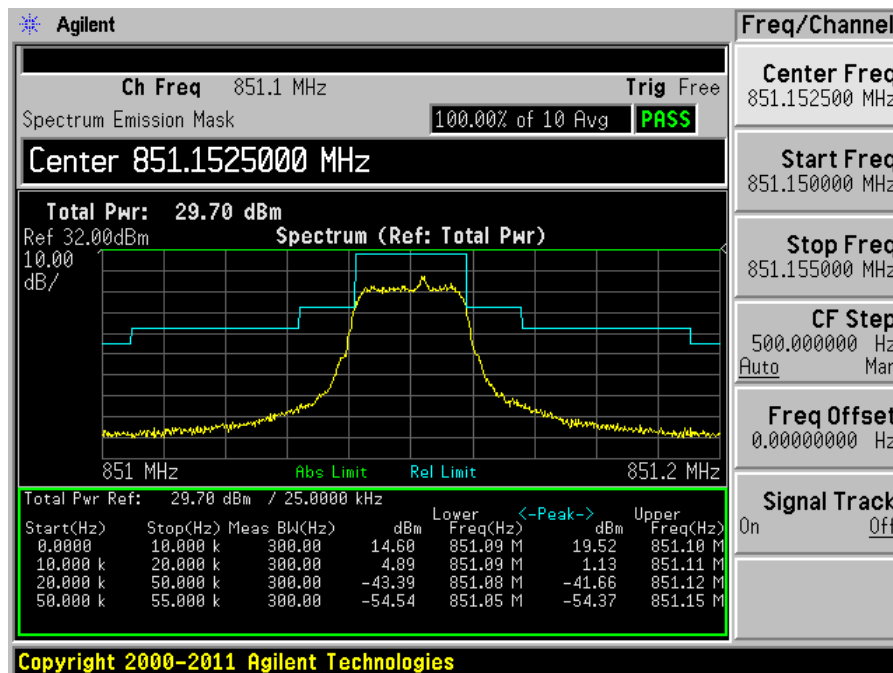 Agilent
Freq/Channel
Ch Freq 851.1 MHz Trig Free
Spectrum Emission Mask 100.00% of 10 Avg PASS
Center 851.1525000 MHz
Total Pwr: 29.70 dBm
Ref 32.00dBm Spectrum (Ref: Total Pwr)
10.00
dB/
851 MHz Abs Limit Rel Limit 851.2 MHz
Total Pwr Ref: 29.70 dBm / 25.0000 kHz
Lower <-Peak-> Upper
Start(Hz) Stop(Hz) Meas BW(Hz) dBm Freq(Hz) dBm Freq(Hz)
0.0000 10.000 k 300.00 14.60 851.09 M 19.52 851.10 M
10.000 k 20.000 k 300.00 4.89 851.09 M 1.13 851.11 M
20.000 k 50.000 k 300.00 -43.39 851.08 M -41.66 851.12 M
50.000 k 55.000 k 300.00 -54.54 851.05 M -54.37 851.15 M
Center Freq
851.152500 MHz
Start Freq
851.150000 MHz
Stop Freq
851.155000 MHz
CF Step
500.000000 Hz
Auto Man
Freq Offset
0.00000000 Hz
Signal Track
On Off
Copyright 2000-2011 Agilent Technologies